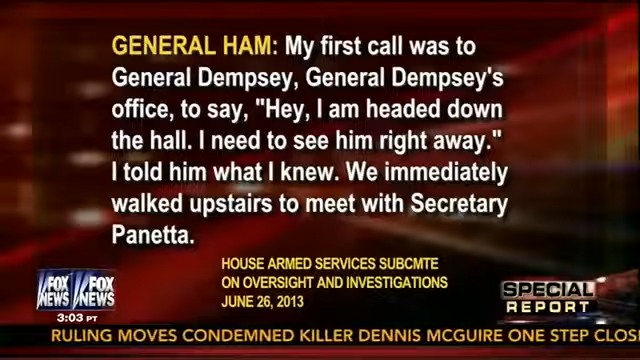 GENERAL HAM: My first call was to
General Dempsey, General Dempsey's
office, to say, "Hey, I am headed down
the hall. I need to see him right away."
I told him what I knew. We immediately
walked upstairs to meet with Secretary
Panetta.
HOUSE ARMED SERVICES SUBCMTE
ON OVERSIGHT AND INVESTIGATIONS
JUNE 26, 2013
FOX NEWS
FOX NEWS
3:03 PT
SPECIAL
REPORT
RULING MOVES CONDEMNED KILLER DENNIS MCGUIRE ONE STEP CLOS